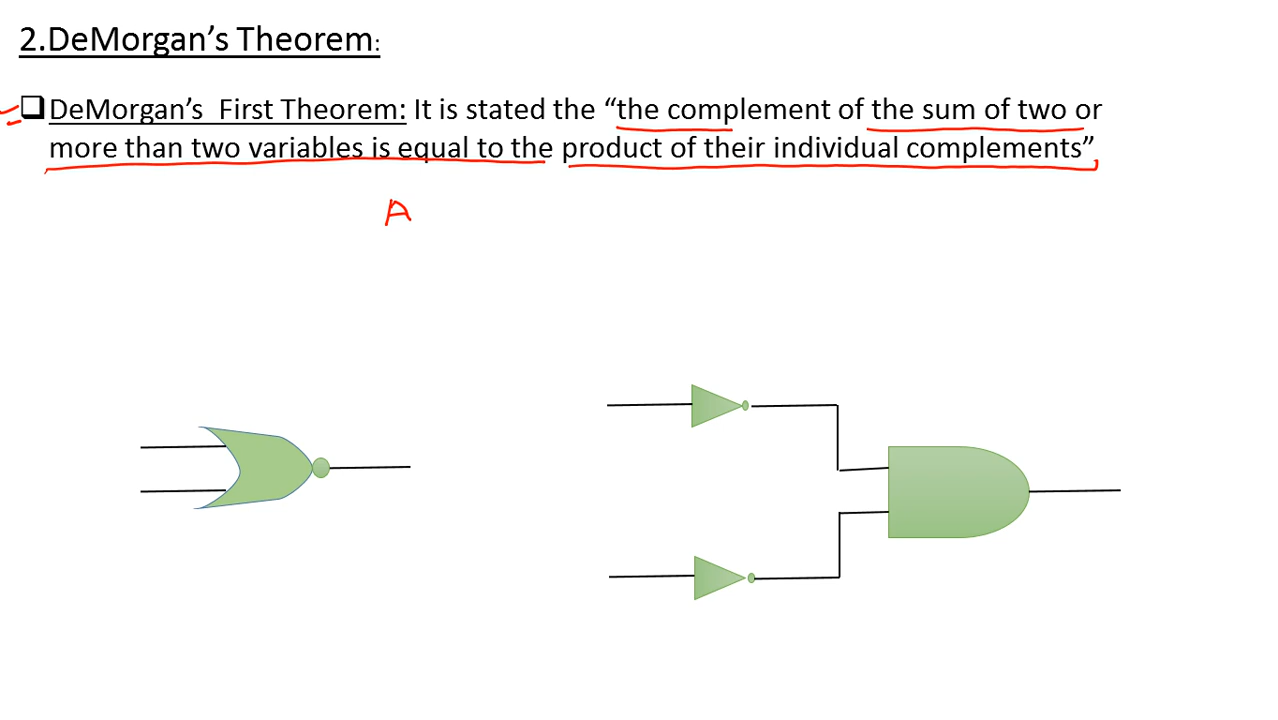 2.DeMorgan’s Theorem:
DeMorgan’s First Theorem: It is stated the “the complement of the sum of two or
more than two variables is equal to the product of their individual complements”
A